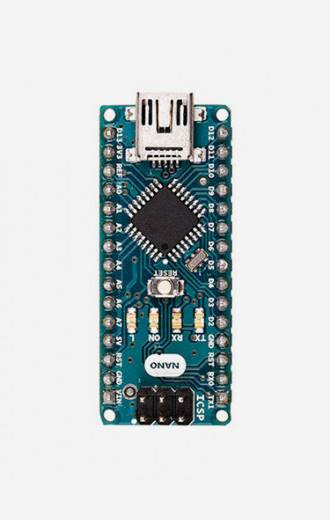 D13
3V3
REF
A0
A1
A2
A3
A4
A5
A6
A7
5V
RST
GND
VIN
D12
D11
D10
D9
D8
D7
D6
D5
D4
D3
D2
GND
RST
RX0
TX1
RESET
TX
RX
ON
L
NANO
ICSP